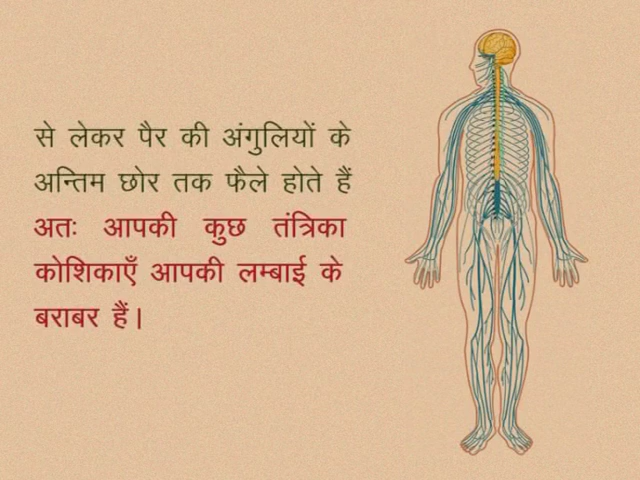 से लेकर पैर की अंगुलियों के
अन्तिम छोर तक फैले होते हैं
अतः आपकी कुछ तंत्रिका
कोशिकाएँ आपकी लम्बाई के
बराबर हैं।